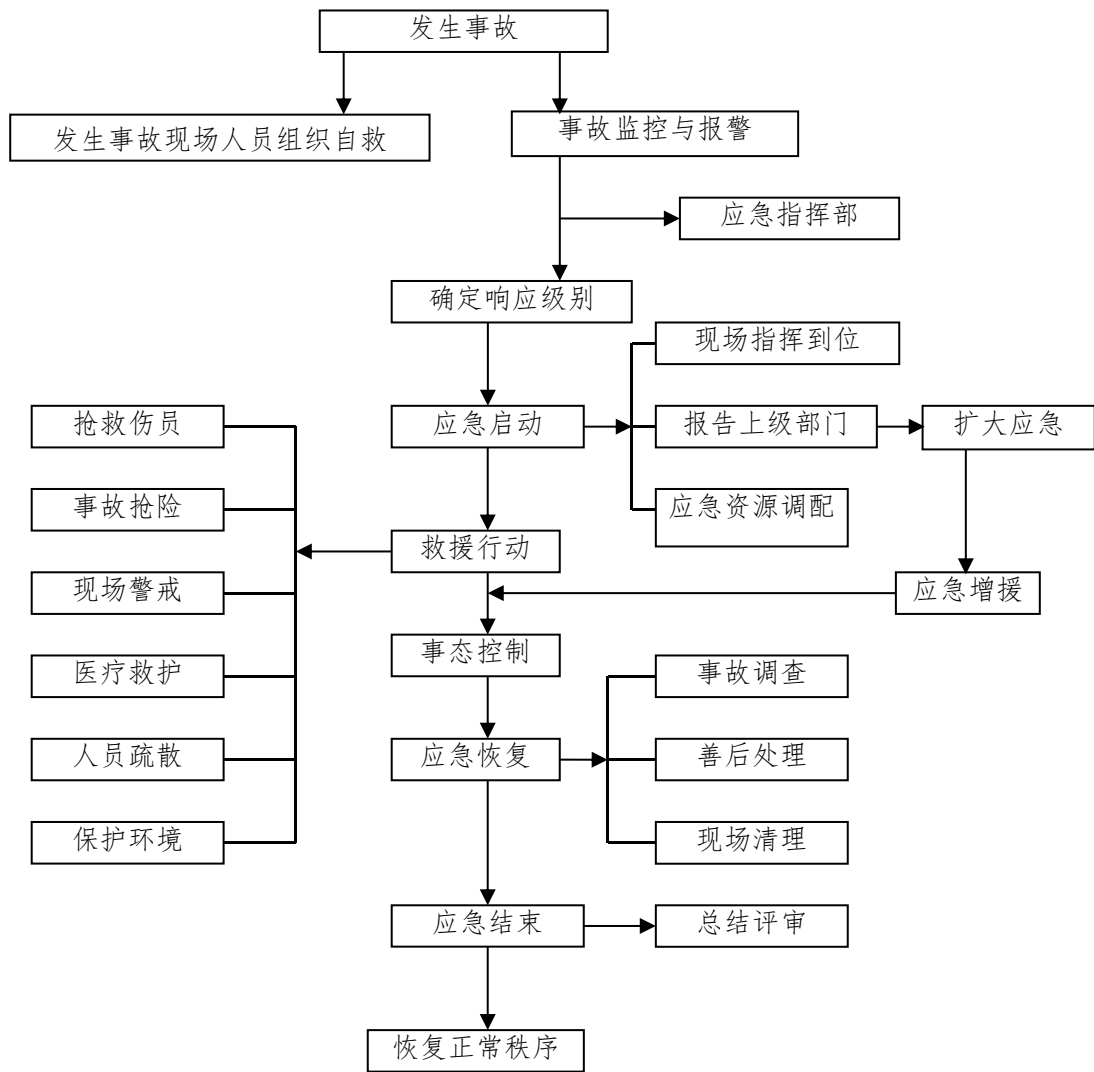 发生事故
发生事故现场人员组织自救
事故监控与报警
应急指挥部
确定响应级别
现场指挥到位
抢救伤员
应急启动
报告上级部门
扩大应急
事故抢险
应急资源调配
救援行动
现场警戒
应急增援
事态控制
医疗救护
事故调查
人员疏散
应急恢复
善后处理
保护环境
现场清理
应急结束
总结评审
恢复正常秩序